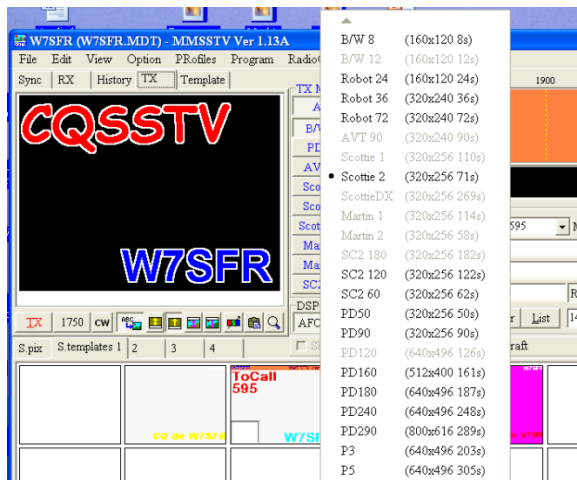 W7SFR (W7SFR.MDT) - MMSSTV Ver 1.13A
File Edit View Option PRofiles Program
Sync RX History TX Template
CQSSTV
W7SFR
TX 1750 CW
S.pix S.templates 1 2 3 4
CQ de W7SFR
ToCall
595
DSP
AFC
B/W 8 (160x120 8s)
B/W 12 (160x120 12s)
Robot 24 (160x120 24s)
Robot 36 (320x240 36s)
Robot 72 (320x240 72s)
AVT 90 (320x240 90s)
Scottie 1 (320x256 110s)
Scottie 2 (320x256 71s)
ScottieDX (320x256 269s)
Martin 1 (320x256 114s)
Martin 2 (320x256 58s)
SC2 180 (320x256 182s)
SC2 120 (320x256 122s)
SC2 60 (320x256 62s)
PD50 (320x256 50s)
PD90 (320x256 90s)
PD120 (640x496 126s)
PD160 (512x400 161s)
PD180 (640x496 187s)
PD240 (640x496 248s)
PD290 (800x616 289s)
P3 (640x496 203s)
P5 (640x496 305s)
1900
595
List